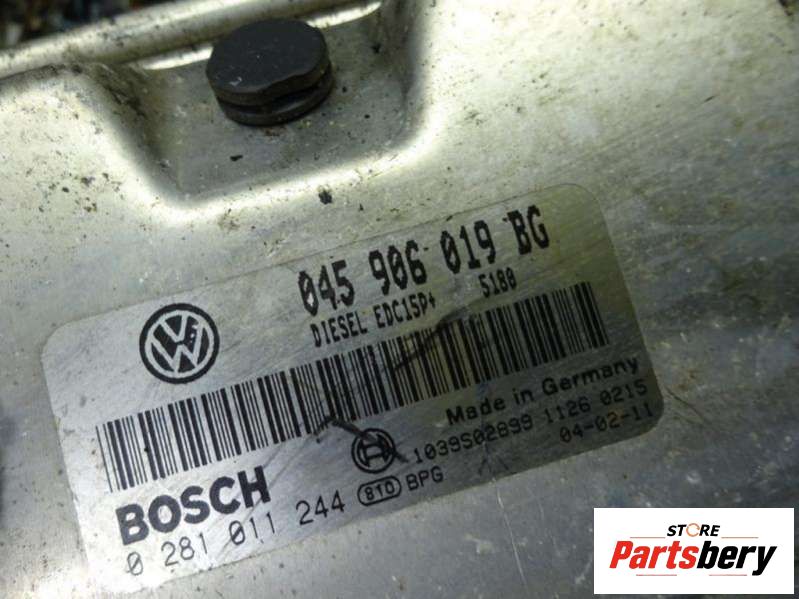 045 906 019 BG
DIESEL EDC15P+ 5180
Made in Germany
1039S02899 1126 0215
BOSCH
810 BPG 04-02-11
0 281 011 244
STORE
Partsbery